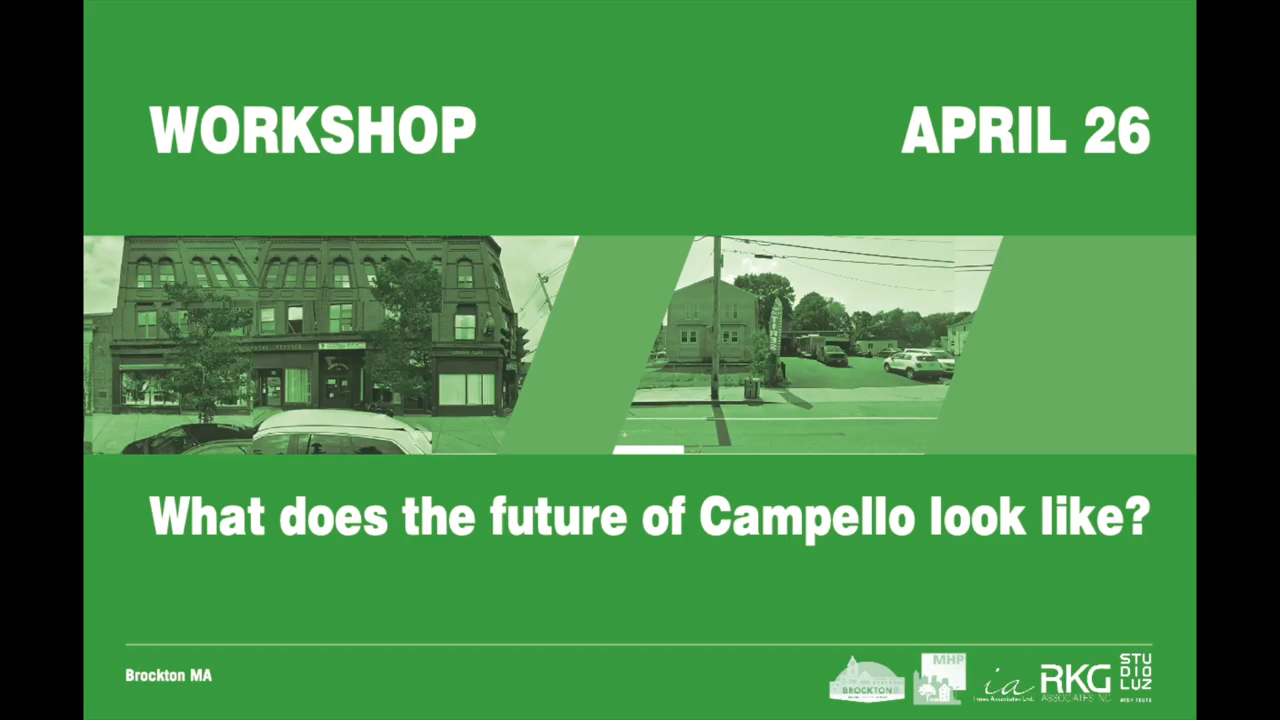 WORKSHOP
APRIL 26
What does the future of Campello look like?
Brockton MA
BROCKTON
MHP
ia
RKG
ASSOCIATES INC
STU
DIO
LUZ